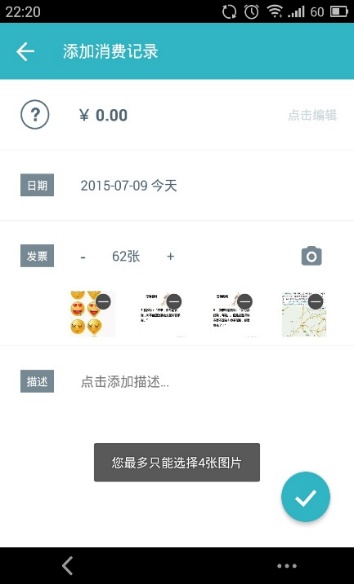 22:20
60
添加消费记录
?
¥ 0.00
点击编辑
日期
2015-07-09 今天
发票
-
62张
+
描述
点击添加描述...
您最多只能选择4张图片